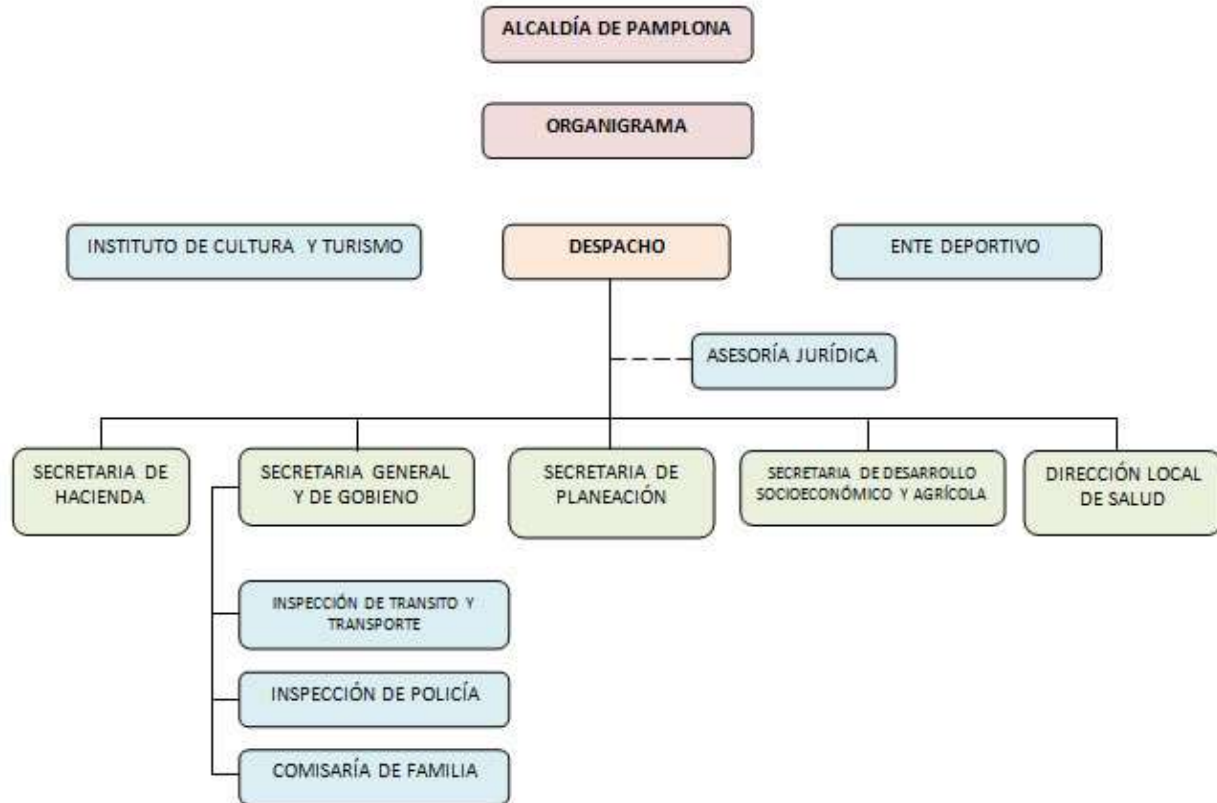 ALCALDÍA DE PAMPLONA
ORGANIGRAMA
INSTITUTO DE CULTURA Y TURISMO
DESPACHO
ENTE DEPORTIVO
ASESORÍA JURÍDICA
SECRETARIA DE
HACIENDA
SECRETARIA GENERAL
Y DE GOBIENO
SECRETARIA DE
PLANEACIÓN
SECRETARIA DE DESARROLLO
SOCIOECONÓMICO Y AGRÍCOLA
DIRECCIÓN LOCAL
DE SALUD
INSPECCIÓN DE TRANSITO Y
TRANSPORTE
INSPECCIÓN DE POLICÍA
COMISARÍA DE FAMILIA